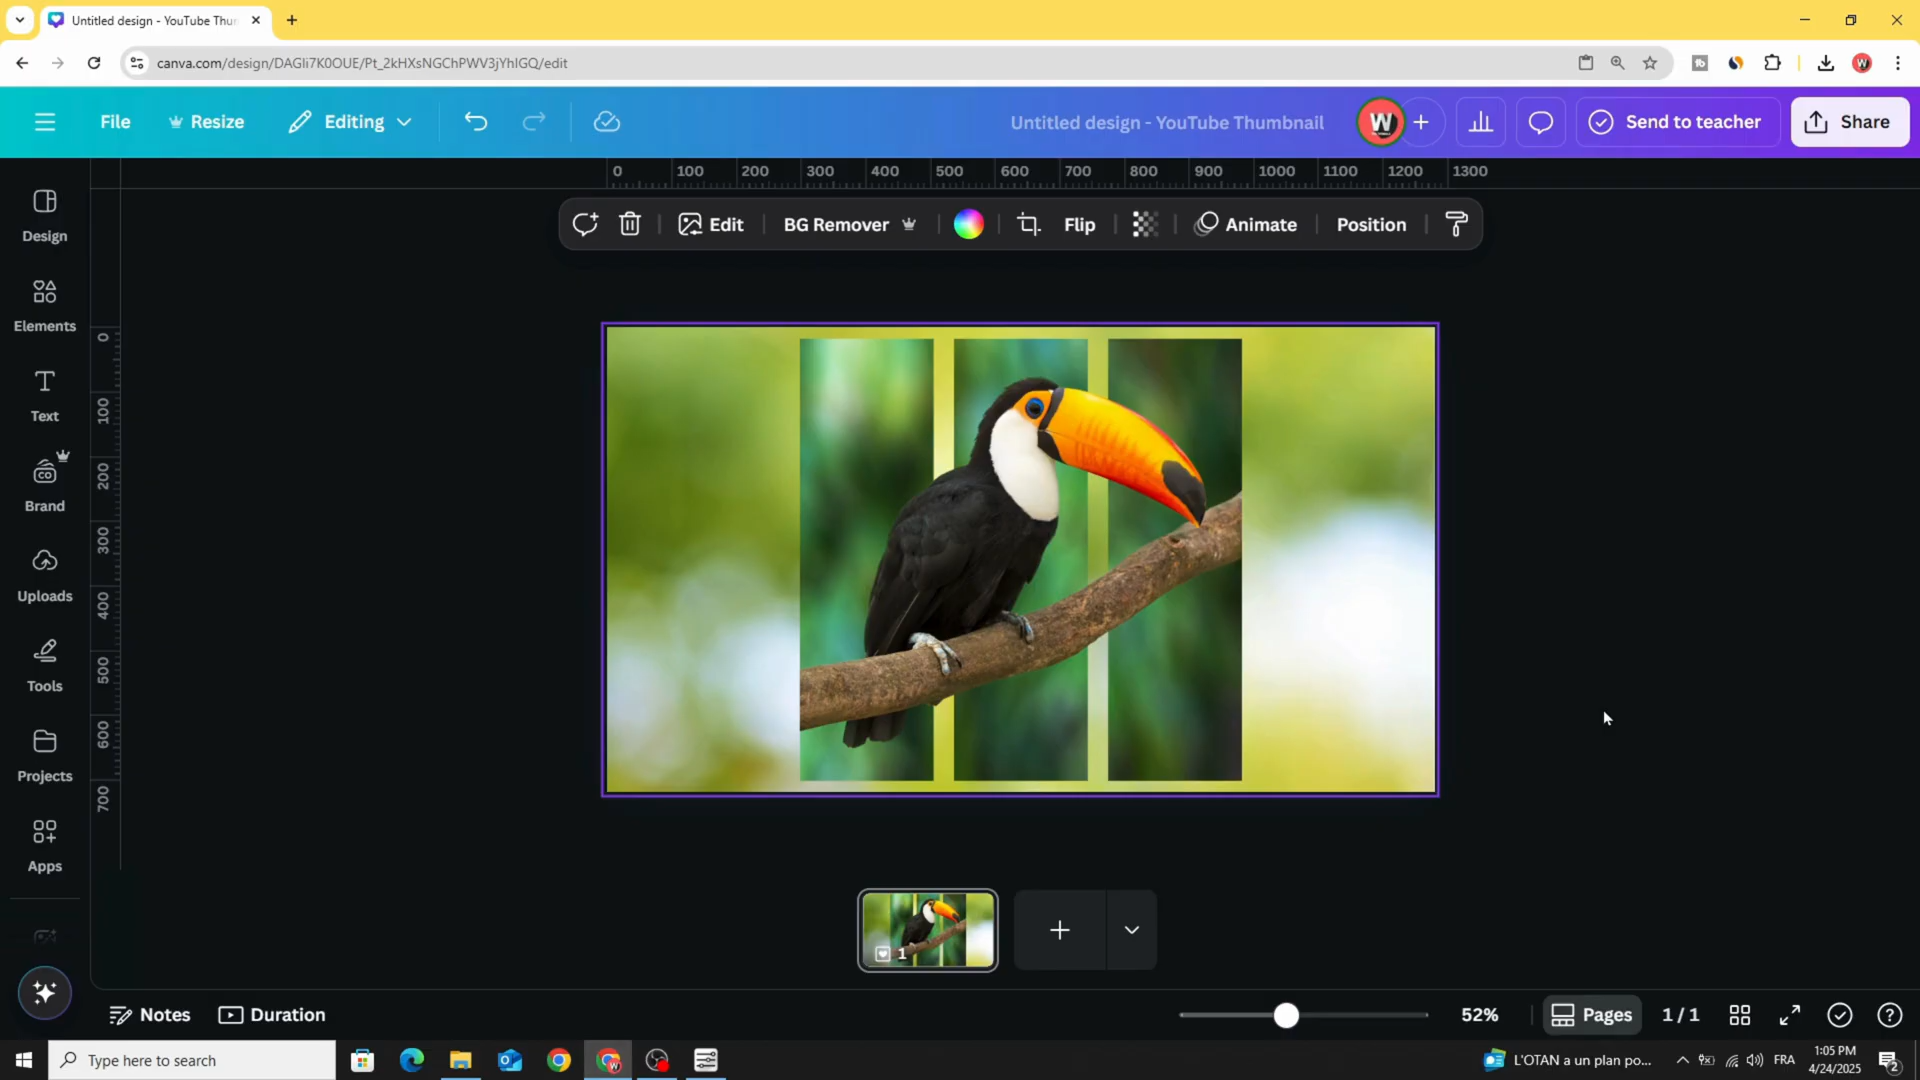 Untitled design - YouTube Thu
canva.com/design/DAGli7K0OUE/Pt_2kHXsNGChPWV3jYhlGQ/edit
File
Resize
Editing
Untitled design - YouTube Thumbnail
W
Send to teacher
Share
0 100 200 300 400 500 600 700 800 900 1000 1100 1200 1300
Edit
BG Remover
Flip
Animate
Position
Design
Elements
Text
Brand
Uploads
Tools
Projects
Apps
0
100
200
300
400
500
600
700
1
Notes
Duration
52%
Pages
1 / 1
Type here to search
L'OTAN a un plan po...
FRA
1:05 PM
4/24/2025
2